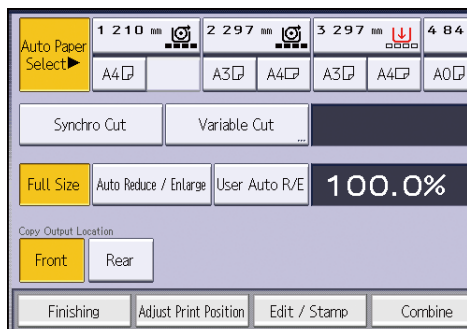 Auto Paper
Select▶
1 210 mm
2 297 mm
3 297 mm
4 84
A4
A3 A4
A3 A4
A0
Synchro Cut
Variable Cut
...
Full Size
Auto Reduce / Enlarge
User Auto R/E
100.0%
Copy Output Location
Front
Rear
Finishing
Adjust Print Position
Edit / Stamp
Combine